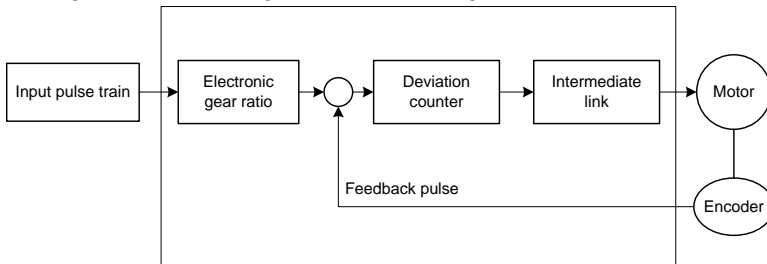 Input pulse train
Electronic
gear ratio
Deviation
counter
Intermediate
link
Motor
Feedback pulse
Encoder